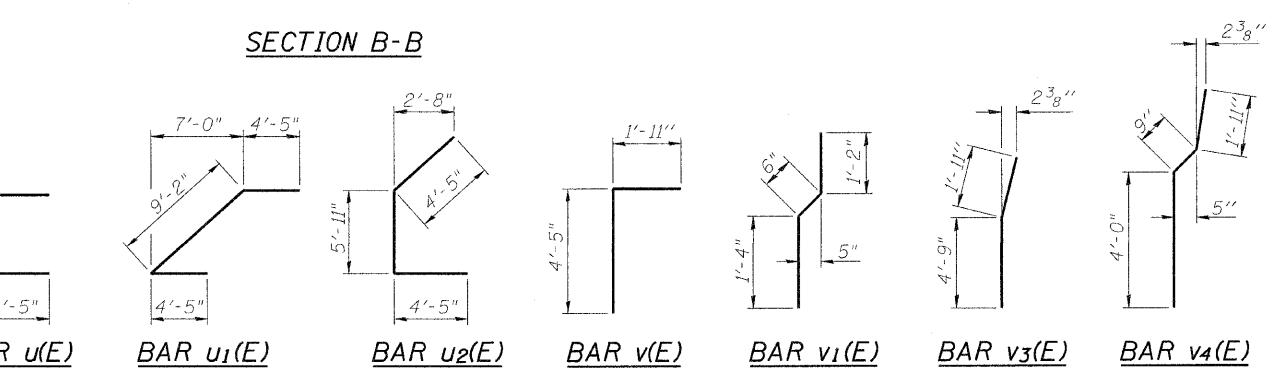 SECTION B-B
2 3/8"
2'-8"
7'-0"
4'-5"
1'-11"
2 3/8"
9"
1'-11"
9'-2"
4'-5"
5'-11"
4'-5"
6"
1'-2"
1'-11"
4'-0"
5"
1'-4"
5"
4'-9"
'-5"
4'-5"
4'-5"
R u(E)
BAR u1(E)
BAR u2(E)
BAR v(E)
BAR v1(E)
BAR v3(E)
BAR v4(E)